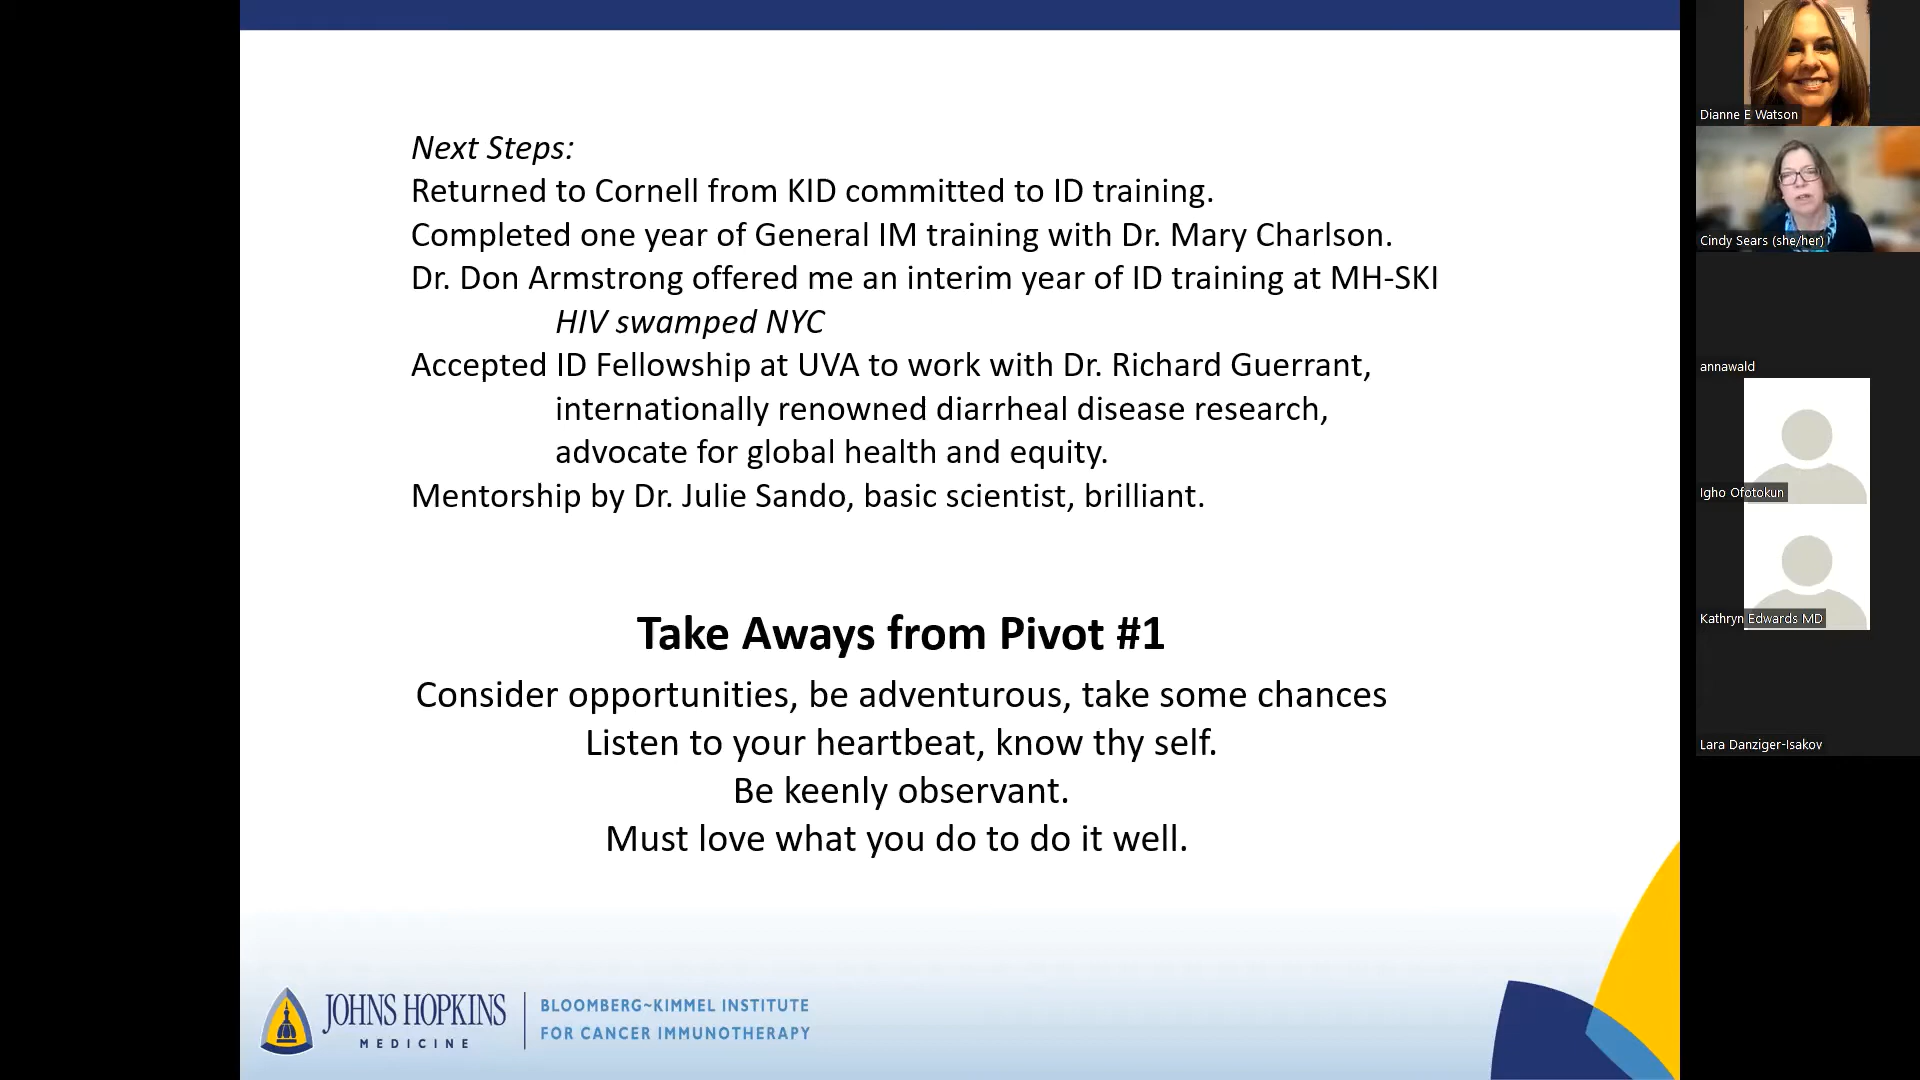 Next Steps:
Returned to Cornell from KID committed to ID training.
Completed one year of General IM training with Dr. Mary Charlson.
Dr. Don Armstrong offered me an interim year of ID training at MH-SKI
HIV swamped NYC
Accepted ID Fellowship at UVA to work with Dr. Richard Guerrant,
internationally renowned diarrheal disease research,
advocate for global health and equity.
Mentorship by Dr. Julie Sando, basic scientist, brilliant.
Take Aways from Pivot #1
Consider opportunities, be adventurous, take some chances
Listen to your heartbeat, know thy self.
Be keenly observant.
Must love what you do to do it well.
JOHNS HOPKINS
MEDICINE
BLOOMBERG~KIMMEL INSTITUTE
FOR CANCER IMMUNOTHERAPY
Dianne E Watson
Cindy Sears (she/her)
annawald
Igho Ofotokun
Kathryn Edwards MD
Lara Danziger-Isakov